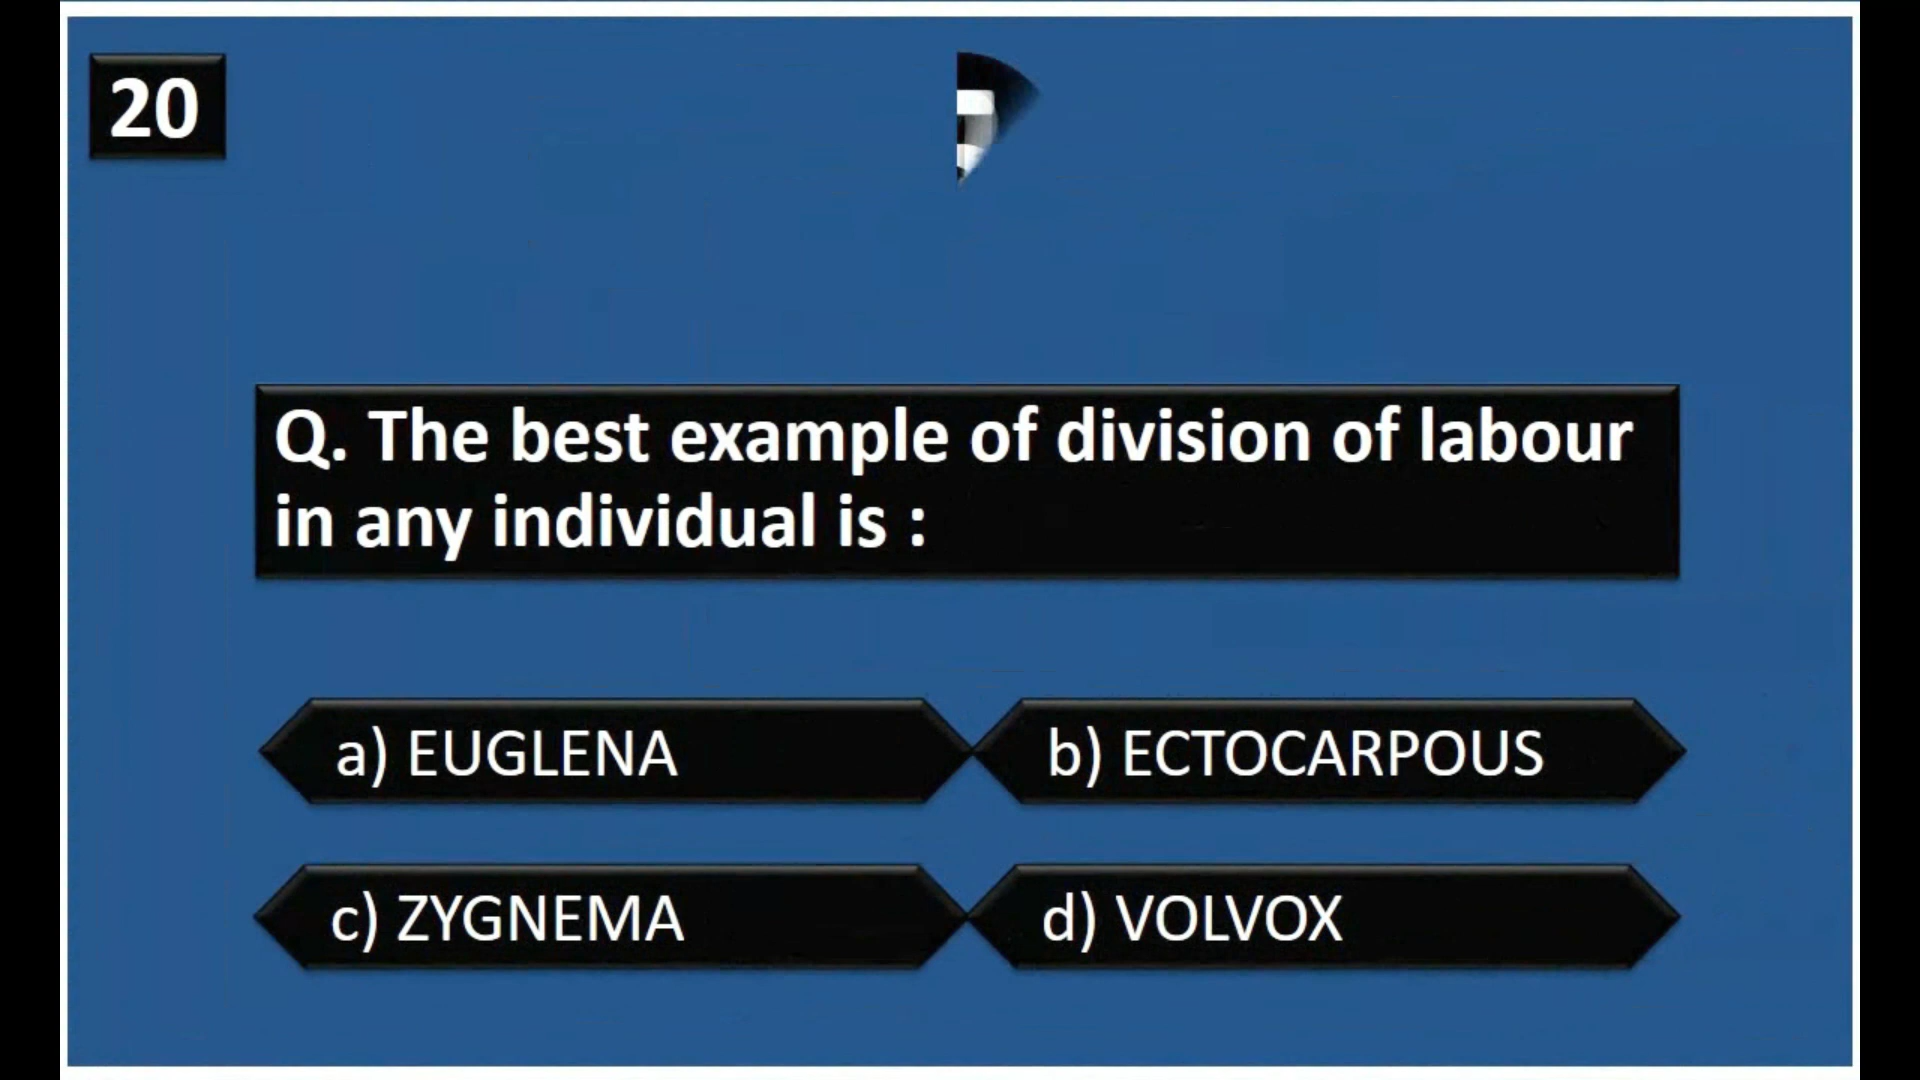 20
Q. The best example of division of labour
in any individual is :
a) EUGLENA
b) ECTOCARPOUS
c) ZYGNEMA
d) VOLVOX